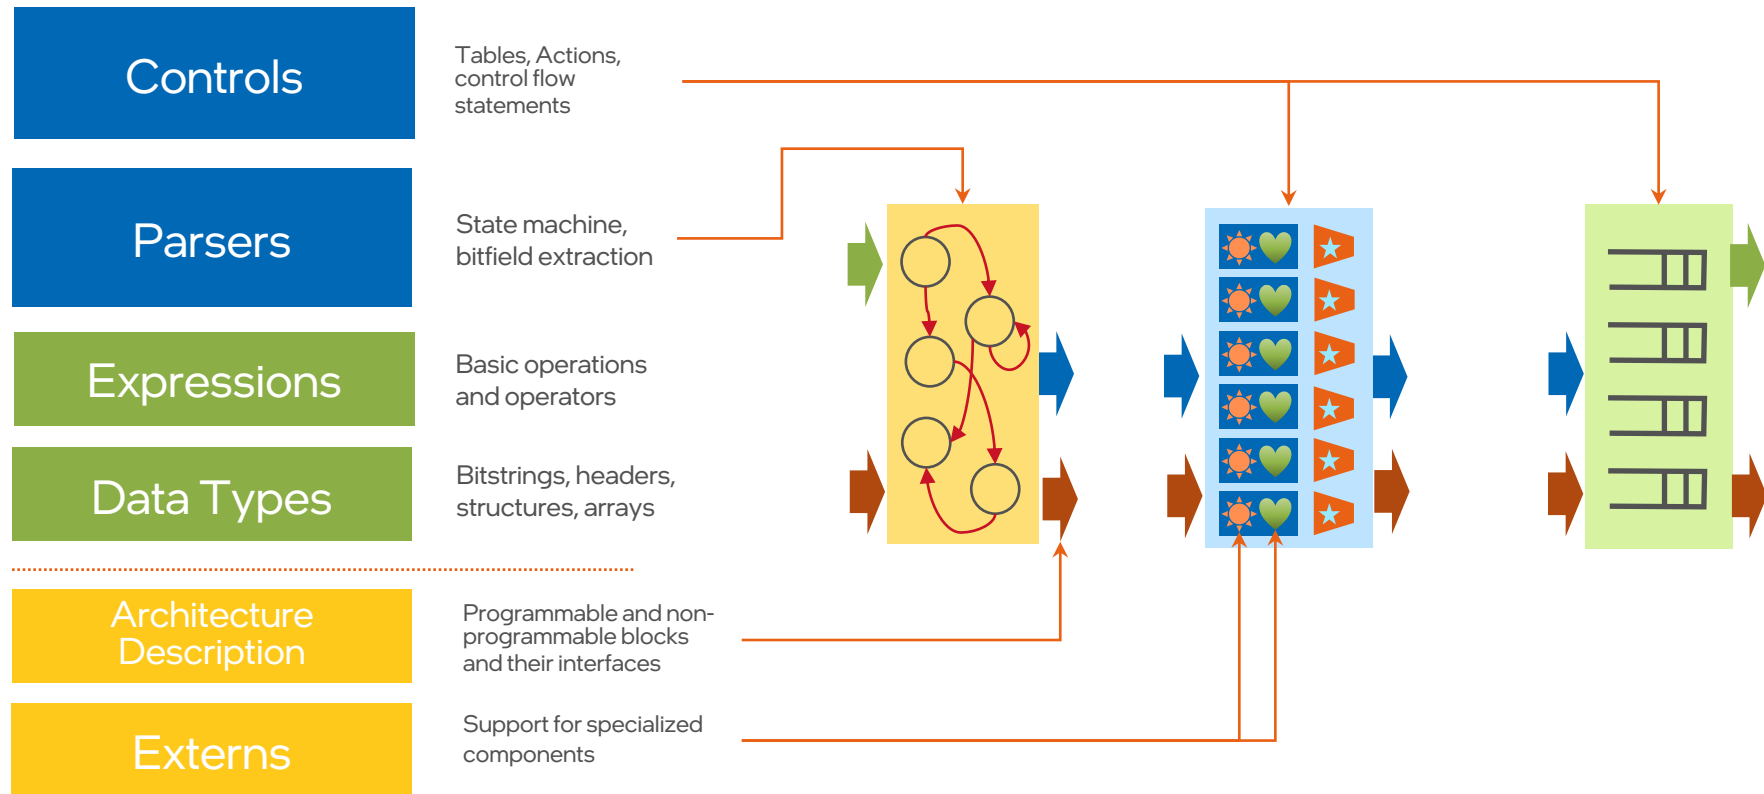 Controls
Tables, Actions,
control flow
statements
Parsers
State machine,
bitfield extraction
Expressions
Basic operations
and operators
Data Types
Bitstrings, headers,
structures, arrays
Architecture
Description
Programmable and non-
programmable blocks
and their interfaces
Externs
Support for specialized
components